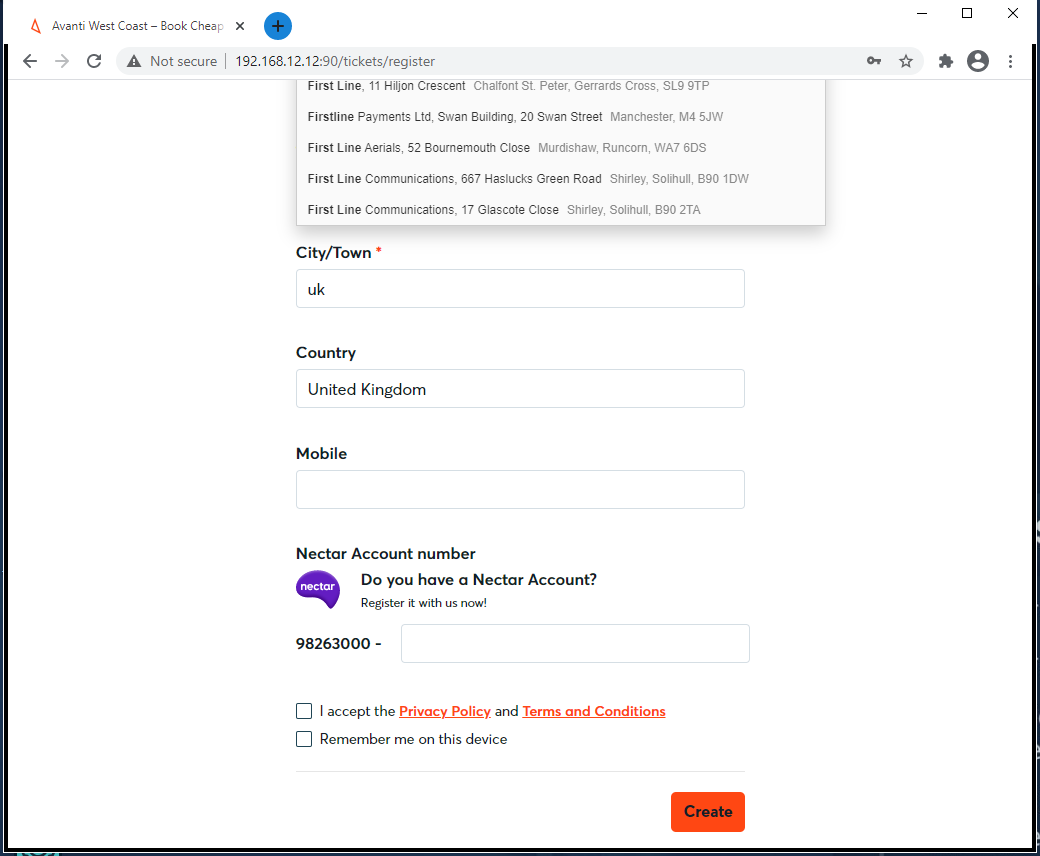 Avanti West Coast – Book Cheap
Not secure
192.168.12.12:90/tickets/register
First Line, 11 Hiljon Crescent Chalfont St. Peter, Gerrards Cross, SL9 9TP
Firstline Payments Ltd, Swan Building, 20 Swan Street Manchester, M4 5JW
First Line Aerials, 52 Bournemouth Close Murdishaw, Runcorn, WA7 6DS
First Line Communications, 667 Haslucks Green Road Shirley, Solihull, B90 1DW
First Line Communications, 17 Glascote Close Shirley, Solihull, B90 2TA
City/Town *
uk
Country
United Kingdom
Mobile
Nectar Account number
nectar
Do you have a Nectar Account?
Register it with us now!
98263000 -
I accept the Privacy Policy and Terms and Conditions
Remember me on this device
Create